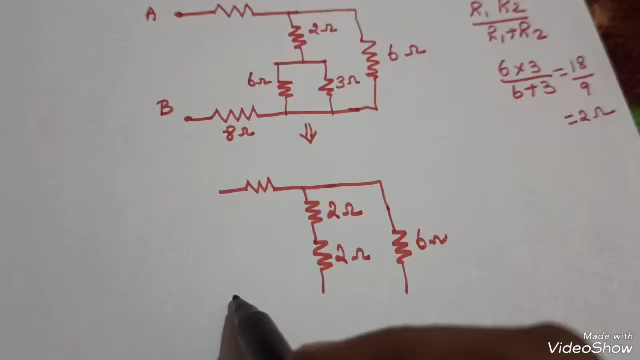 A
2Ω
6Ω
6Ω
3Ω
B
8Ω
⇓
R1 R2
R1+R2
6×3
6+3
= 18
9
=2Ω
2Ω
2Ω
6Ω
Made with
VideoShow